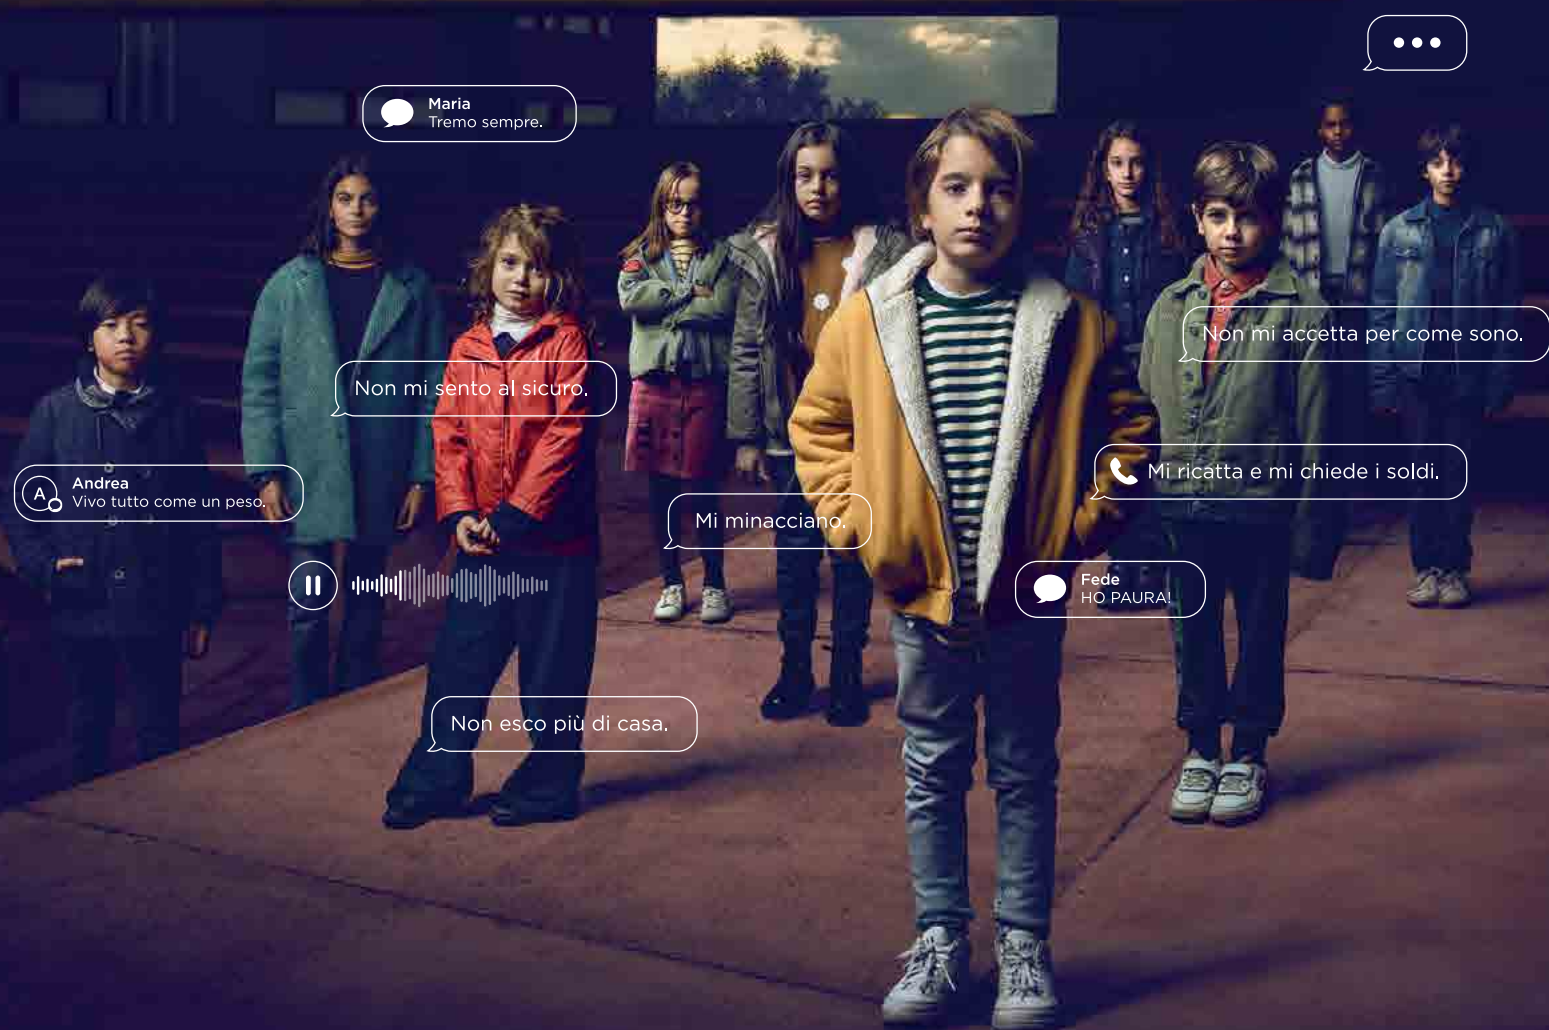 Maria
Tremo sempre.
Non mi accetta per come sono.
Non mi sento al sicuro.
Mi ricatta e mi chiede i soldi.
A
Andrea
Vivo tutto come un peso.
Mi minacciano.
Fede
HO PAURA!
Non esco più di casa.